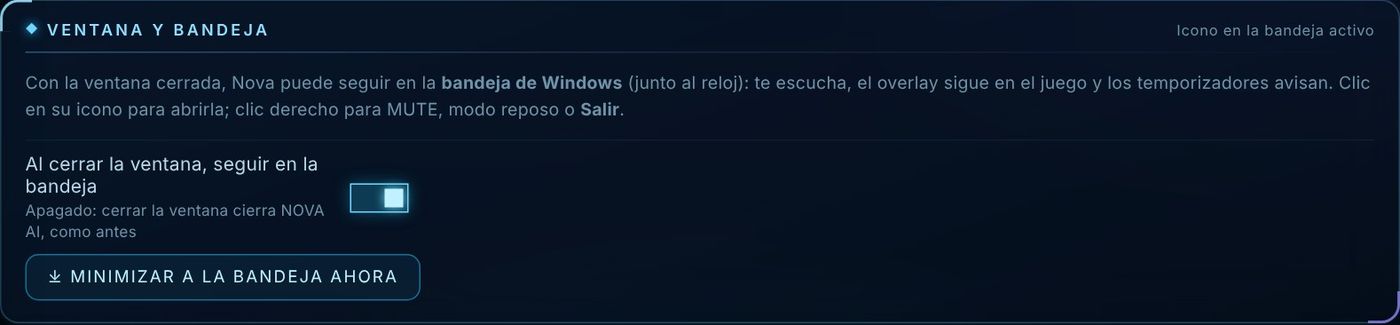 VENTANA Y BANDEJA
Icono en la bandeja activo
Con la ventana cerrada, Nova puede seguir en la bandeja de Windows (junto al reloj): te escucha, el overlay sigue en el juego y los temporizadores avisan. Clic
en su icono para abrirla; clic derecho para MUTE, modo reposo o Salir.
Al cerrar la ventana, seguir en la
bandeja
Apagado: cerrar la ventana cierra NOVA
AI, como antes
MINIMIZAR A LA BANDEJA AHORA